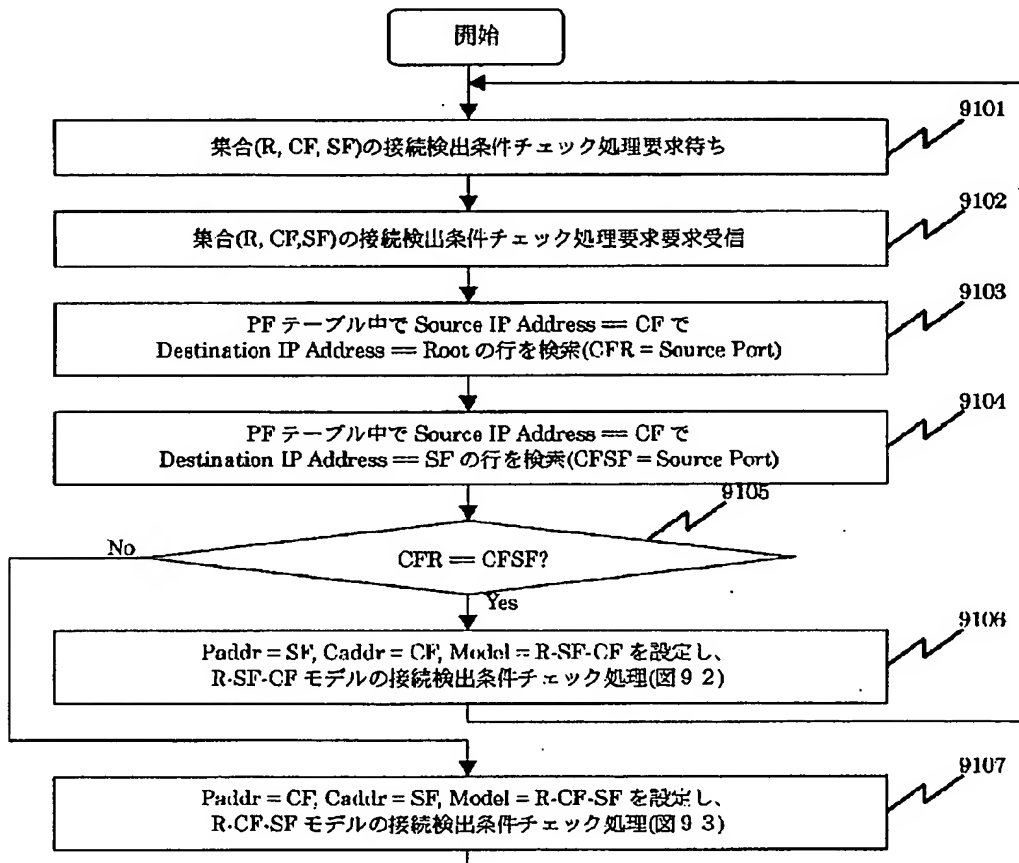 開始
9101
集合(R, CF, SF)の接続検出条件チェック処理要求待ち
9102
集合(R, CF,SF)の接続検出条件チェック処理要求要求受信
9103
PF テーブル中で Source IP Address == CF で
Destination IP Address == Root の行を検索(CFR = Source Port)
9104
PF テーブル中で Source IP Address == CF で
Destination IP Address == SF の行を検索(CFSF = Source Port)
9105
No
CFR == CFSF?
Yes
9106
Paddr = SF, Caddr = CF, Model = R-SF-CF を設定し、
R-SF-CF モデルの接続検出条件チェック処理(図９２)
9107
Paddr = CF, Caddr = SF, Model = R-CF-SF を設定し、
R-CF-SF モデルの接続検出条件チェック処理(図９３)